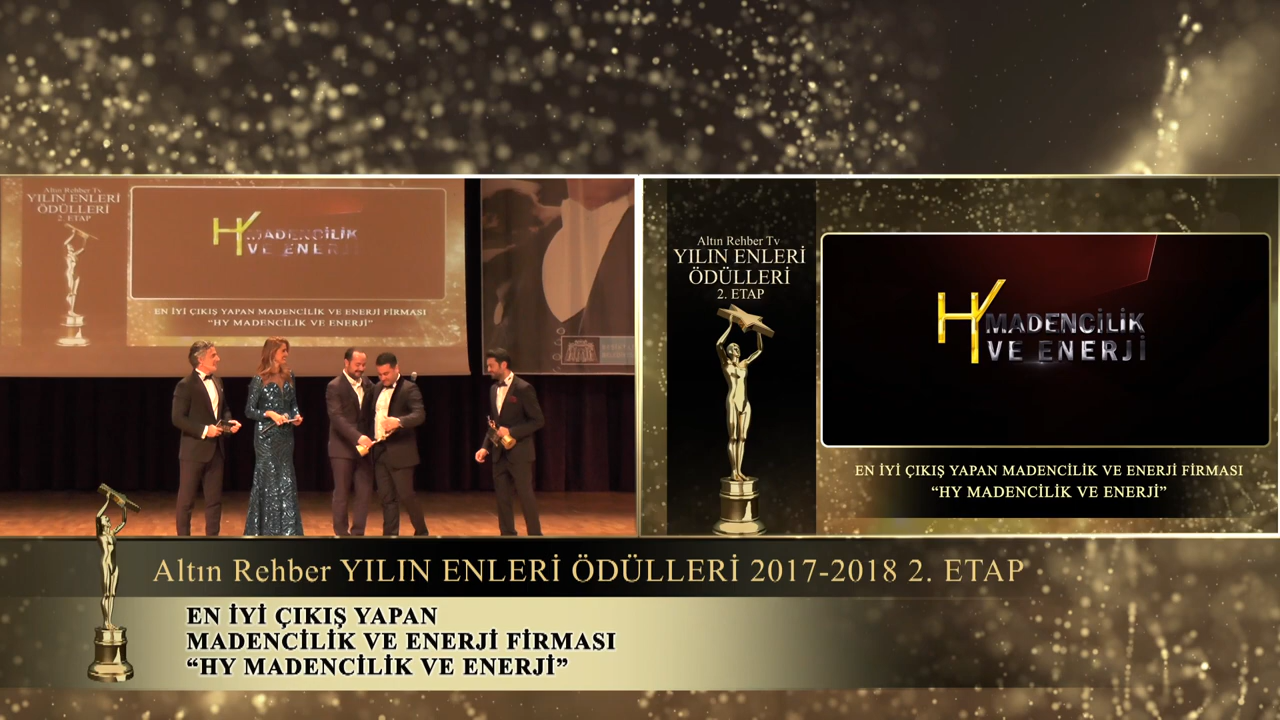 Altın Rehber Tv
YILIN ENLERİ
ÖDÜLLERİ
2. ETAP
HY MADENCİLİK
VE ENERJİ
EN İYİ ÇIKIŞ YAPAN MADENCİLİK VE ENERJİ FİRMASI
“HY MADENCİLİK VE ENERJİ”
Altın Rehber Tv
YILIN ENLERİ
ÖDÜLLERİ
2. ETAP
HY MADENCİLİK
VE ENERJİ
EN İYİ ÇIKIŞ YAPAN MADENCİLİK VE ENERJİ FİRMASI
“HY MADENCİLİK VE ENERJİ”
Altın Rehber YILIN ENLERİ ÖDÜLLERİ 2017-2018 2. ETAP
EN İYİ ÇIKIŞ YAPAN
MADENCİLİK VE ENERJİ FİRMASI
“HY MADENCİLİK VE ENERJİ”